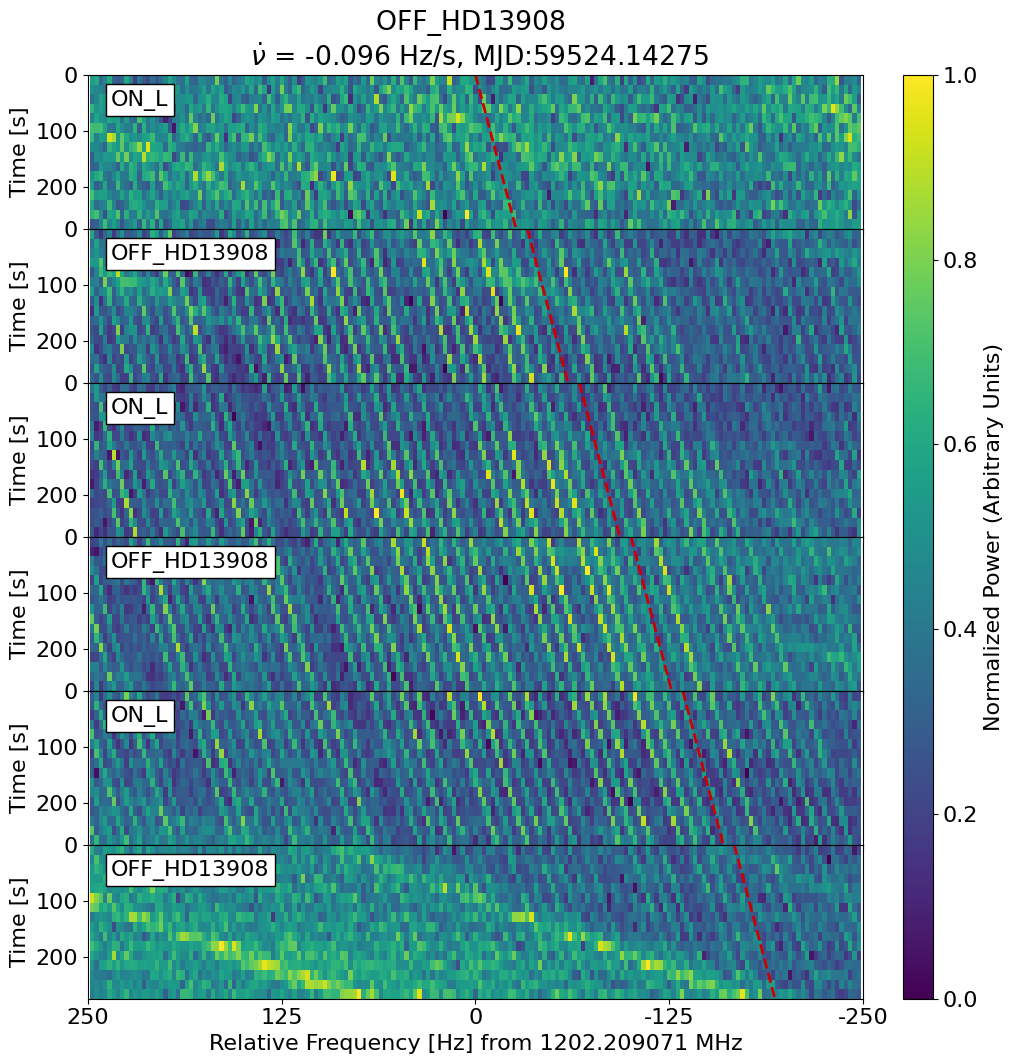 OFF_HD13908
ν̇ = -0.096 Hz/s, MJD:59524.14275
ON_L
OFF_HD13908
ON_L
OFF_HD13908
ON_L
OFF_HD13908
Time [s]
Time [s]
Time [s]
Time [s]
Time [s]
Time [s]
0
100
200
0
100
200
0
100
200
0
100
200
0
100
200
0
100
200
250
125
0
-125
-250
Relative Frequency [Hz] from 1202.209071 MHz
1.0
0.8
0.6
0.4
0.2
0.0
Normalized Power (Arbitrary Units)